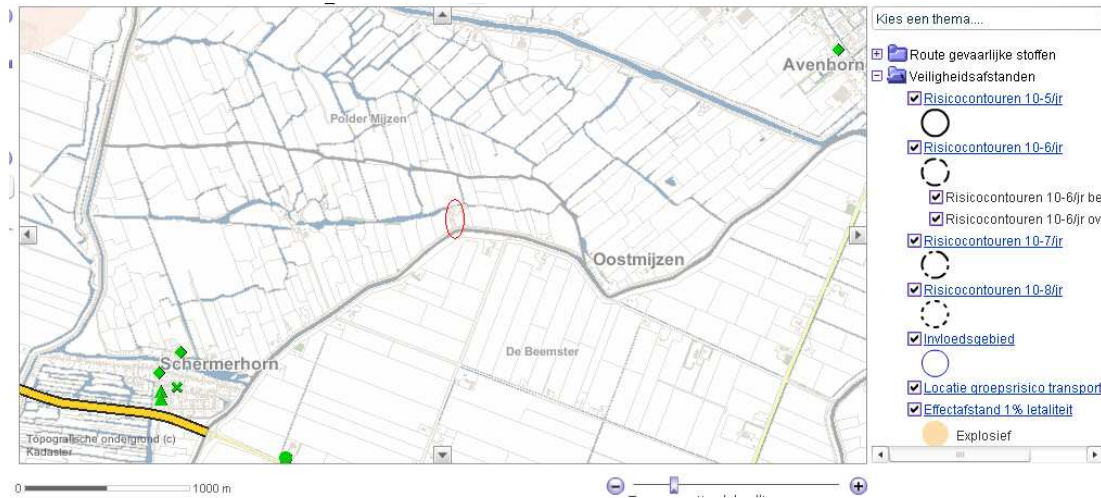 Avenhorn
Polder Mijzen
Oostmijzen
De Beemster
Schermerhorn
Topografische ondergrond (c)
Kadaster
0
1000 m
Kies een thema....
Route gevaarlijke stoffen
Veiligheidsafstanden
Risicocontouren 10-5/jr
Risicocontouren 10-6/jr
Risicocontouren 10-6/jr be
Risicocontouren 10-6/jr ov
Risicocontouren 10-7/jr
Risicocontouren 10-8/jr
Invloedsgebied
Locatie groepsrisico transport
Effectafstand 1% letaliteit
Explosief